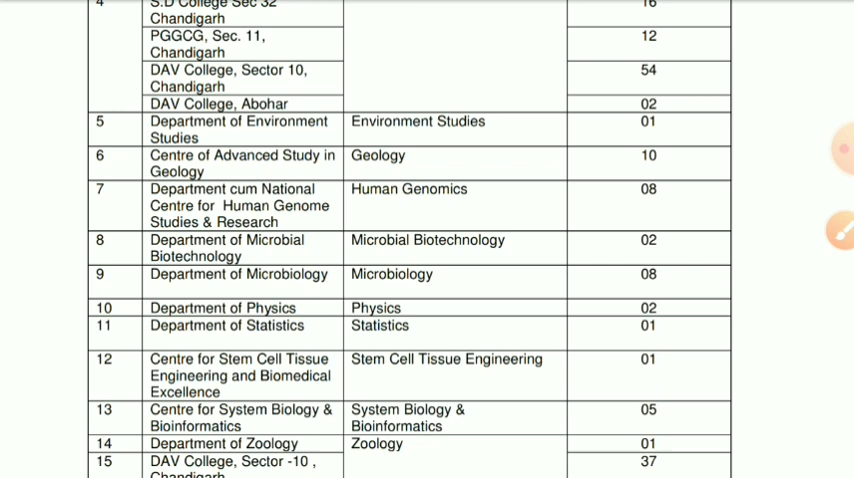 4 S.D College Sec 32 16
Chandigarh
PGGCG, Sec. 11, 12
Chandigarh
DAV College, Sector 10, 54
Chandigarh
DAV College, Abohar 02
5 Department of Environment Environment Studies 01
Studies
6 Centre of Advanced Study in Geology 10
Geology
7 Department cum National Human Genomics 08
Centre for Human Genome
Studies & Research
8 Department of Microbial Microbial Biotechnology 02
Biotechnology
9 Department of Microbiology Microbiology 08
10 Department of Physics Physics 02
11 Department of Statistics Statistics 01
12 Centre for Stem Cell Tissue Stem Cell Tissue Engineering 01
Engineering and Biomedical
Excellence
13 Centre for System Biology & System Biology & 05
Bioinformatics Bioinformatics
14 Department of Zoology Zoology 01
15 DAV College, Sector -10 , 37
Chandigarh